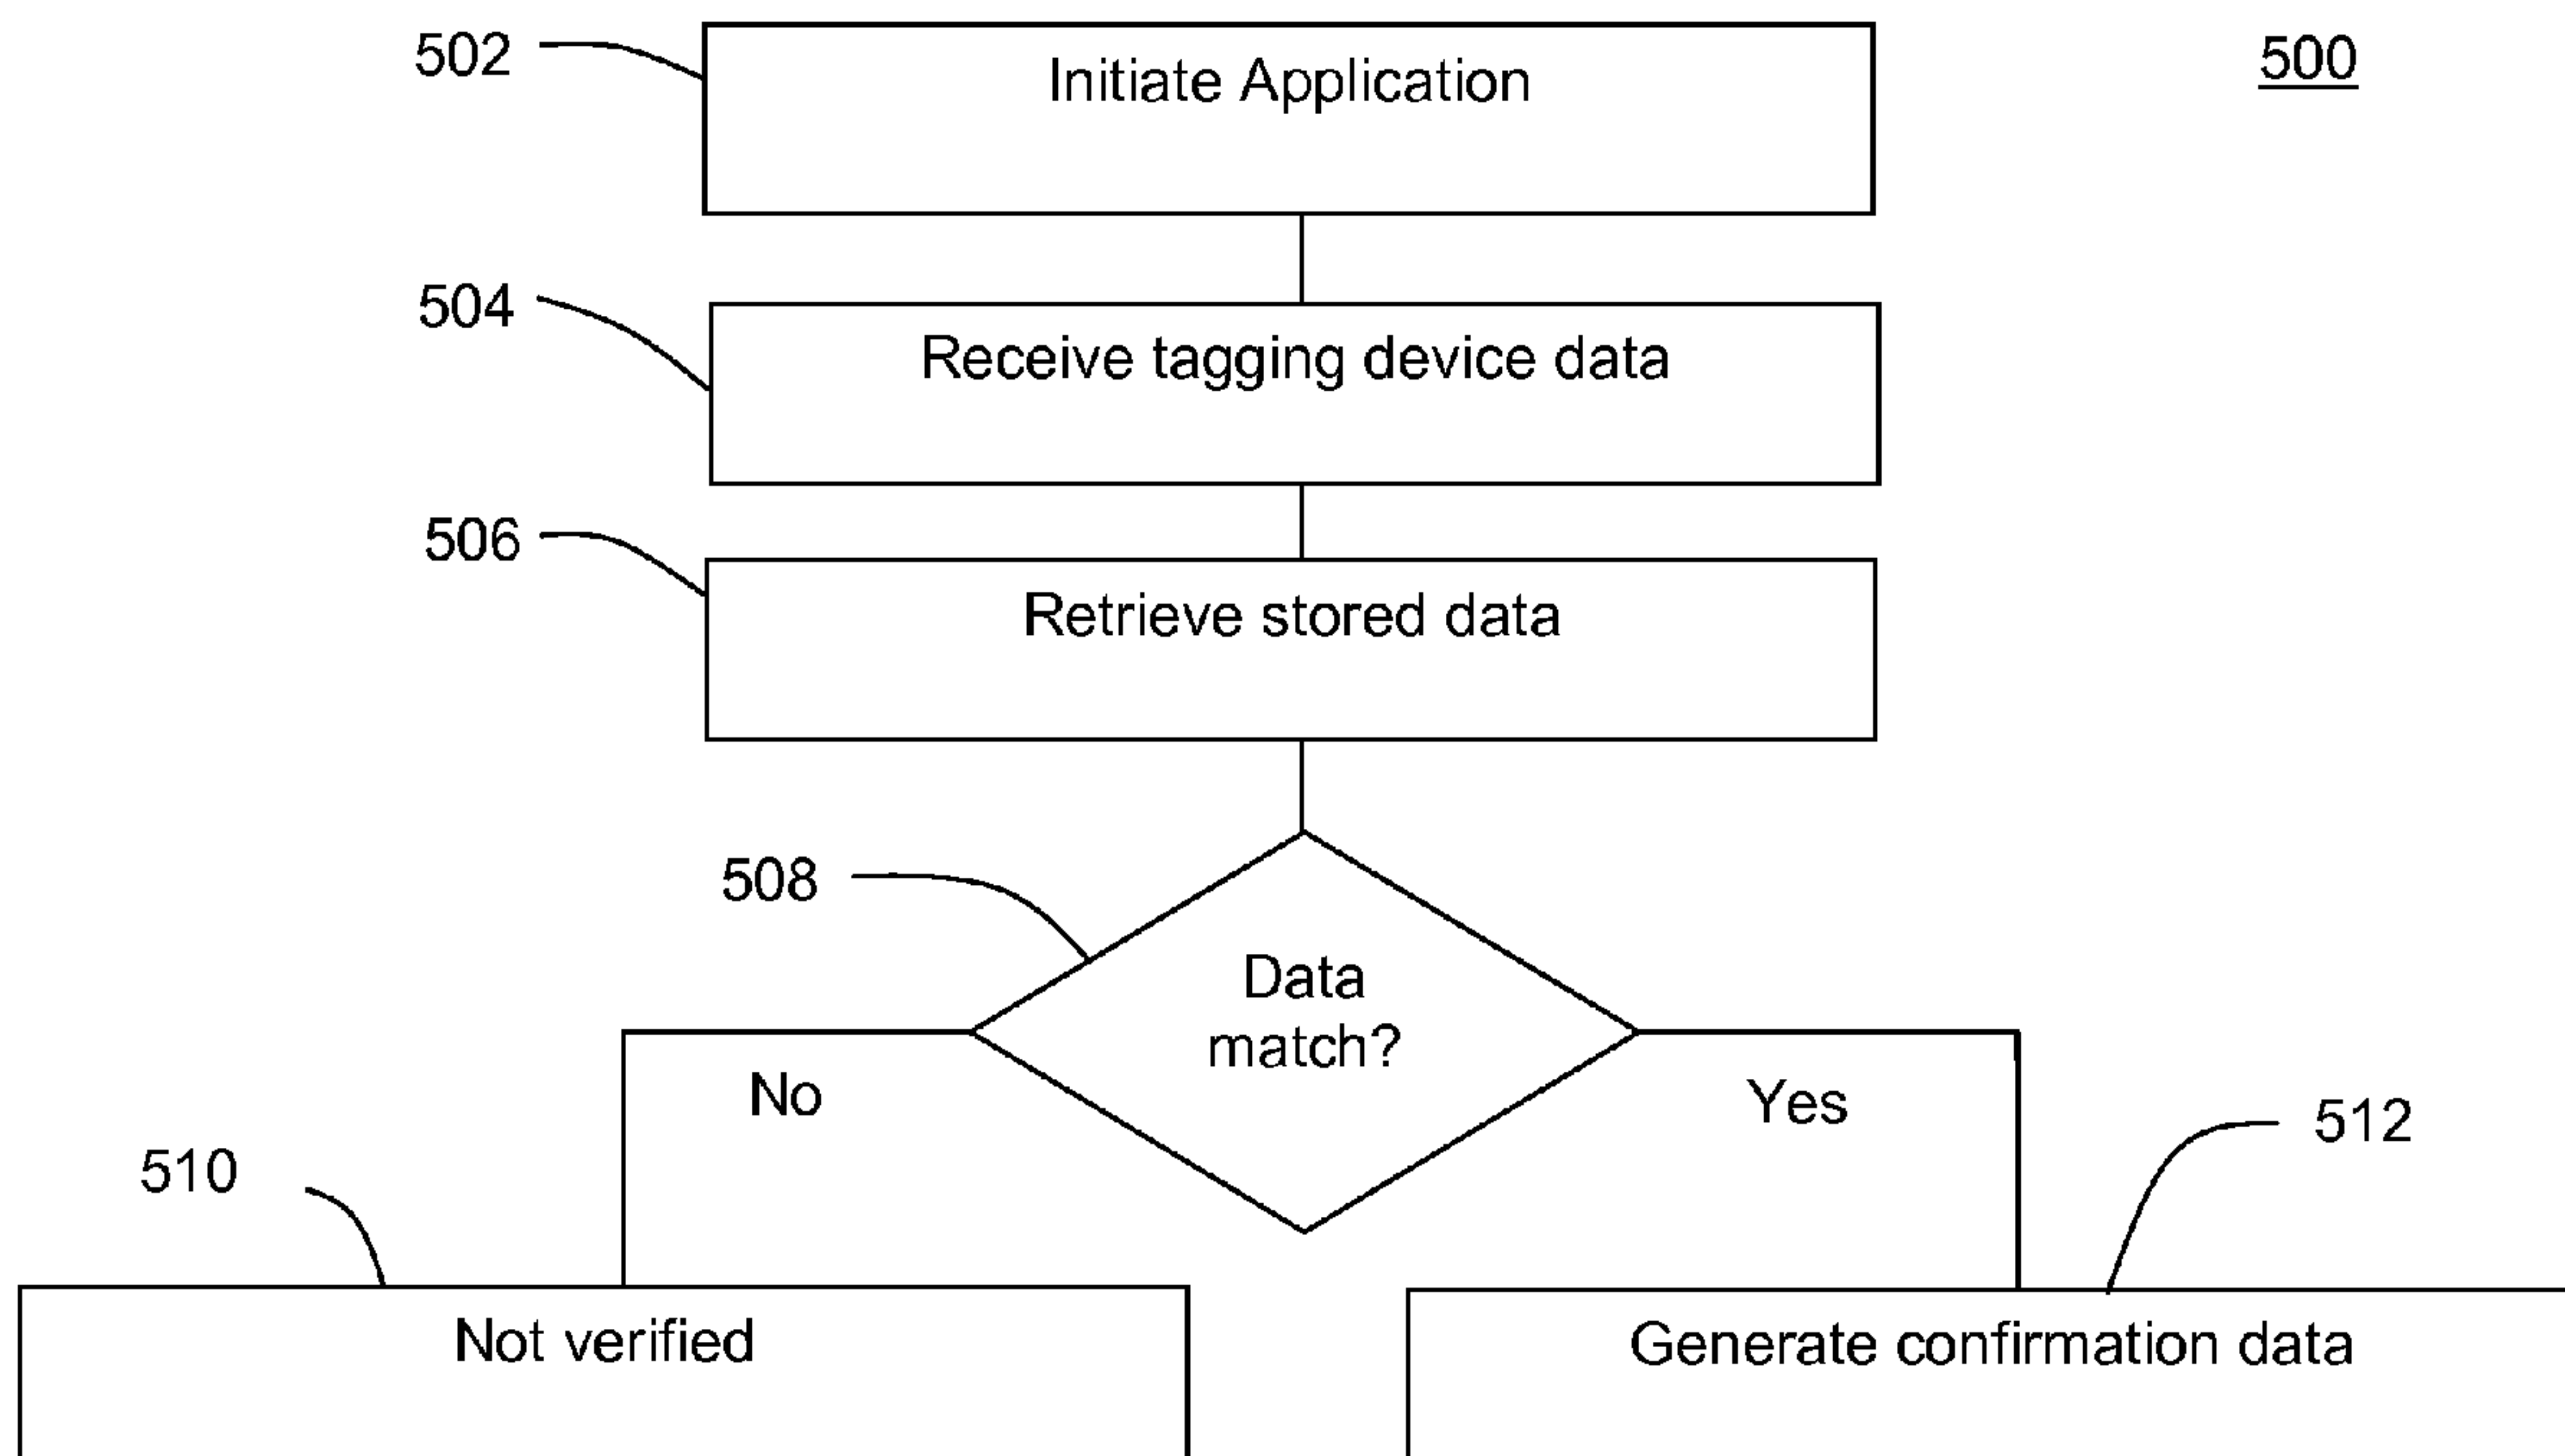 502
Initiate Application
500
504
Receive tagging device data
506
Retrieve stored data
508
Data
match?
No
Yes
510
512
Not verified
Generate confirmation data